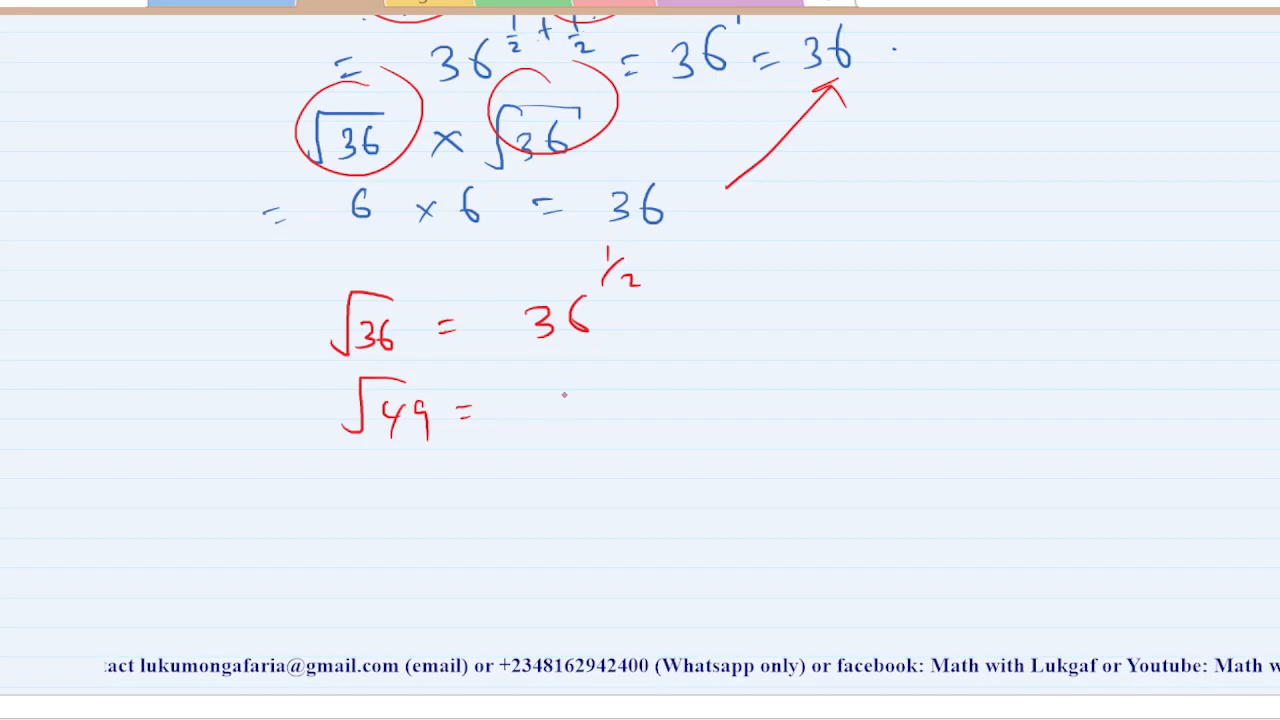 = 36^{1/2 + 1/2} = 36^1 = 36 .
√36 × √36
= 6 × 6 = 36
√36 = 36^{1/2}
√49 =
:act lukumongafaria@gmail.com (email) or +2348162942400 (Whatsapp only) or facebook: Math with Lukgaf or Youtube: Math w